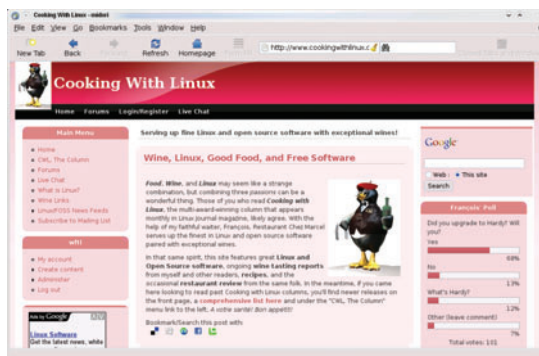 Cooking With Linux - midori
File Edit View Go Bookmarks Tools Window Help
New Tab Back Refresh Homepage http://www.cookingwithlinux.c
Cooking With Linux
Home Forums Login/Register Live Chat
Main Menu
Home
CWL, The Column
Forums
Live Chat
What is Linux?
Wine Links
Linux/FOSS News Feeds
Subscribe to Mailing List
wfti
My account
Create content
Administer
Log out
Ads by Google
Linux Software
Get the latest news, white
Serving up fine Linux and open source software with exceptional wines!
Wine, Linux, Good Food, and Free Software
Food, Wine, and Linux may seem like a strange
combination, but combining three passions can be a
wonderful thing. Those of you who read Cooking with
Linux, the multi-award-winning column that appears
monthly in Linux Journal magazine, likely agree. With the
help of my faithful waiter, François, Restaurant Chez Marcel
serves up the finest in Linux and open source software
paired with exceptional wines.
In that same spirit, this site features great Linux and
Open Source software, ongoing wine tasting reports
from myself and other readers, recipes, and the
occasional restaurant review from the same folk. In the meantime, if you came
here looking to read past Cooking with Linux columns, you'll find newer releases on
the front page, a comprehensive list here and under the "CWL, The Column"
menu link to the left. A votre santé! Bon appétit!
Bookmark/Search this post with:
Google
Web This site
Search
François' Poll
Did you upgrade to Hardy? Will
you?
Yes
68%
No
13%
What's Hardy?
12%
Other (leave comment)
7%
Total votes: 101